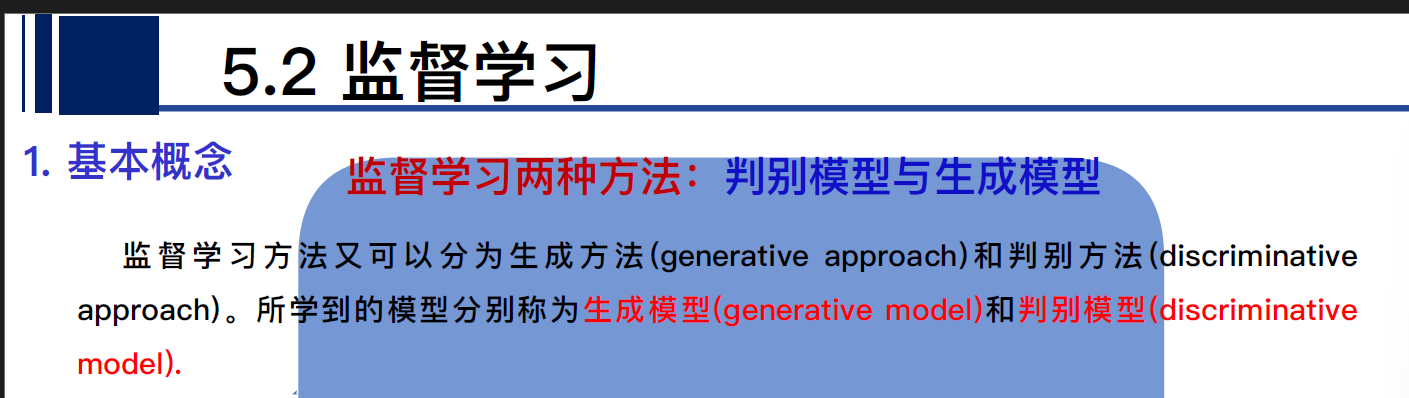 5.2 监督学习
1. 基本概念
监督学习两种方法：判别模型与生成模型
监督学习方法又可以分为生成方法(generative approach)和判别方法(discriminative
approach)。所学到的模型分别称为生成模型(generative model)和判别模型(discriminative
model).